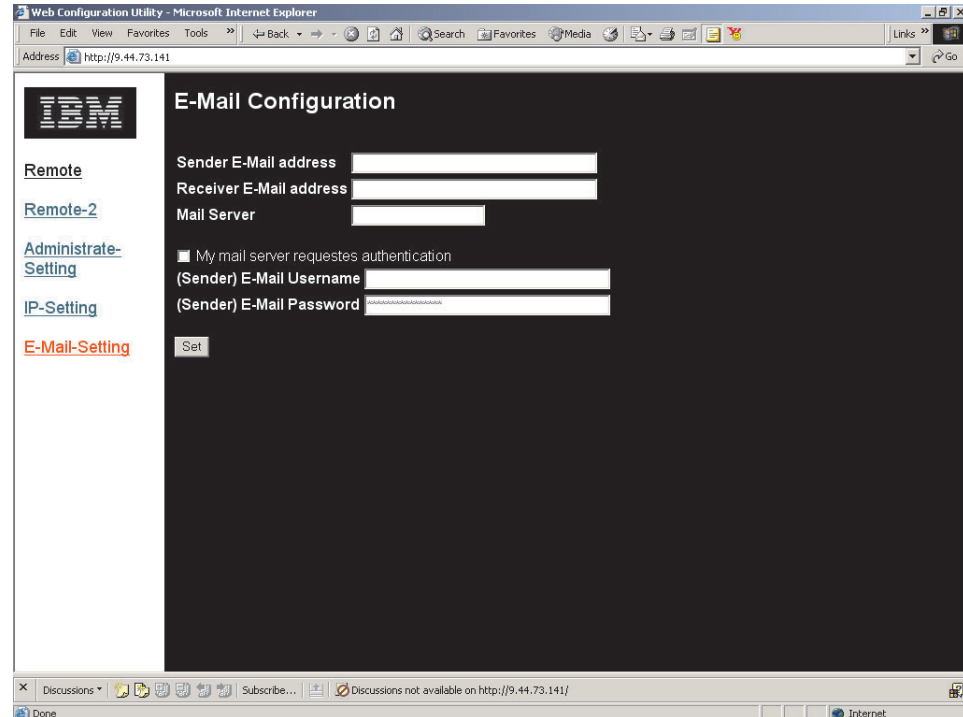 Web Configuration Utility - Microsoft Internet Explorer
File Edit View Favorites Tools » Back Search Favorites Media Links »
Address http://9.44.73.141 Go
IBM
E-Mail Configuration
Sender E-Mail address
Receiver E-Mail address
Mail Server
My mail server requestes authentication
(Sender) E-Mail Username
(Sender) E-Mail Password ****************
Set
Remote
Remote-2
Administrate-
Setting
IP-Setting
E-Mail-Setting
Discussions Subscribe... Discussions not available on http://9.44.73.141/
Done Internet